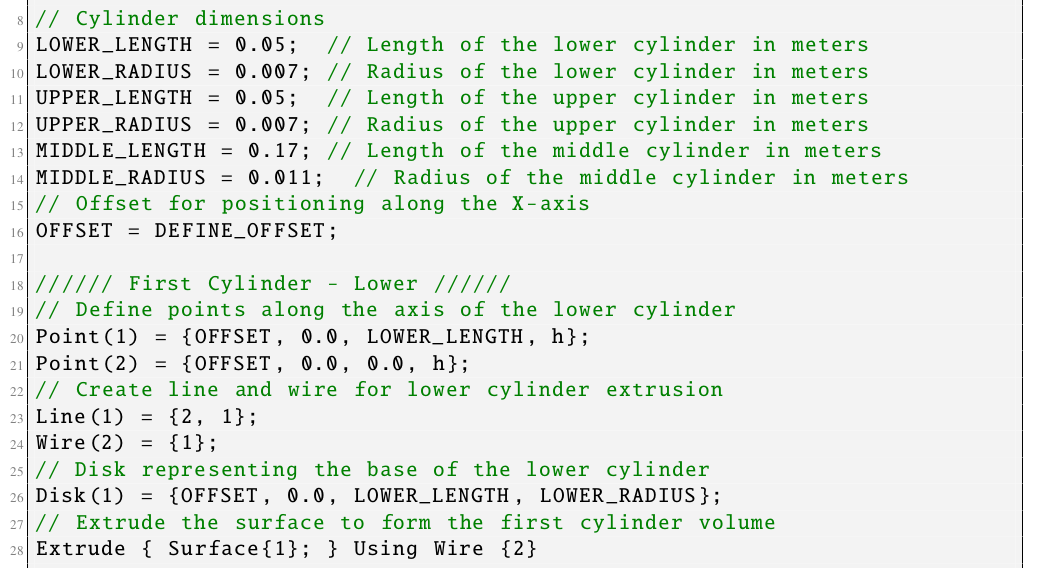 8 // Cylinder dimensions
9 LOWER_LENGTH = 0.05;  // Length of the lower cylinder in meters
10 LOWER_RADIUS = 0.007; // Radius of the lower cylinder in meters
11 UPPER_LENGTH = 0.05;  // Length of the upper cylinder in meters
12 UPPER_RADIUS = 0.007; // Radius of the upper cylinder in meters
13 MIDDLE_LENGTH = 0.17; // Length of the middle cylinder in meters
14 MIDDLE_RADIUS = 0.011;  // Radius of the middle cylinder in meters
15 // Offset for positioning along the X-axis
16 OFFSET = DEFINE_OFFSET;
17
18 ////// First Cylinder - Lower //////
19 // Define points along the axis of the lower cylinder
20 Point(1) = {OFFSET, 0.0, LOWER_LENGTH, h};
21 Point(2) = {OFFSET, 0.0, 0.0, h};
22 // Create line and wire for lower cylinder extrusion
23 Line(1) = {2, 1};
24 Wire(2) = {1};
25 // Disk representing the base of the lower cylinder
26 Disk(1) = {OFFSET, 0.0, LOWER_LENGTH, LOWER_RADIUS};
27 // Extrude the surface to form the first cylinder volume
28 Extrude { Surface{1}; } Using Wire {2}